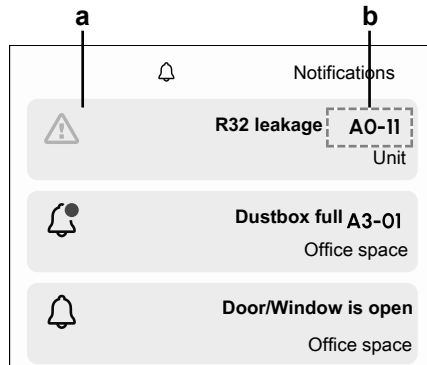 a b
Notifications
R32 leakage A0-11
Unit
Dustbox full A3-01
Office space
Door/Window is open
Office space